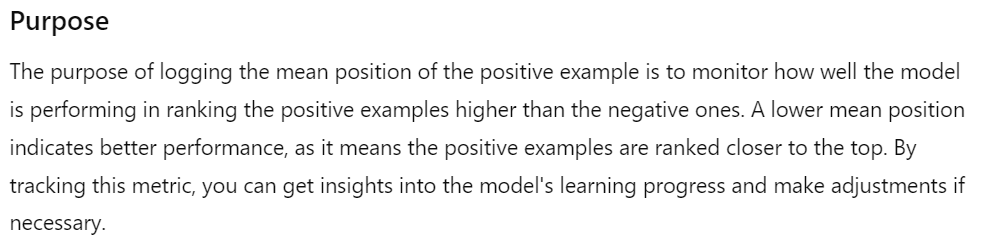 Purpose
The purpose of logging the mean position of the positive example is to monitor how well the model
is performing in ranking the positive examples higher than the negative ones. A lower mean position
indicates better performance, as it means the positive examples are ranked closer to the top. By
tracking this metric, you can get insights into the model's learning progress and make adjustments if
necessary.